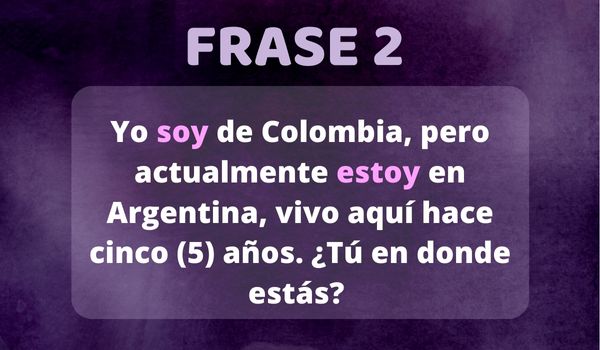 FRASE 2
Yo soy de Colombia, pero
actualmente estoy en
Argentina, vivo aquí hace
cinco (5) años. ¿Tú en donde
estás?